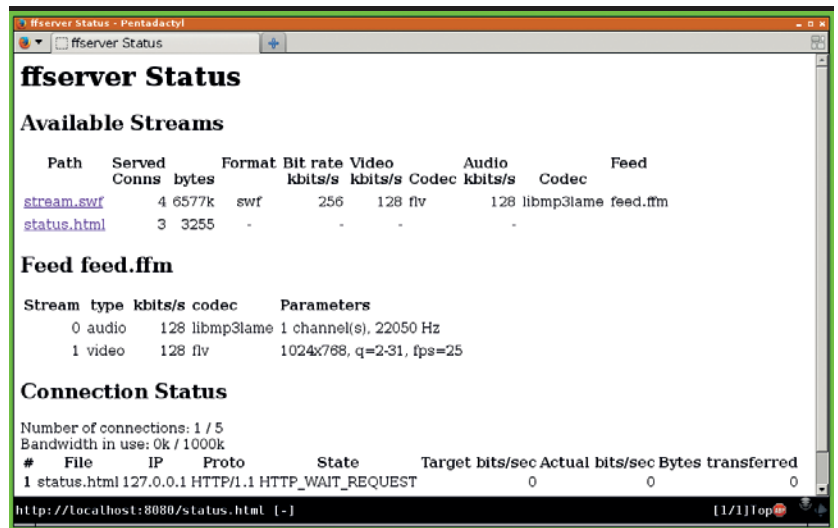 ffserver Status - Pentadactyl
ffserver Status
ffserver Status
Available Streams
Path Served Format Bit rate Video Audio Feed
Conns bytes kbits/s kbits/s Codec kbits/s Codec
stream.swf 4 6577k swf 256 128 flv 128 libmp3lame feed.ffm
status.html 3 3255 - - - -
Feed feed.ffm
Stream type kbits/s codec Parameters
0 audio 128 libmp3lame 1 channel(s), 22050 Hz
1 video 128 flv 1024x768, q=2-31, fps=25
Connection Status
Number of connections: 1 / 5
Bandwidth in use: 0k / 1000k
# File IP Proto State Target bits/sec Actual bits/sec Bytes transferred
1 status.html 127.0.0.1 HTTP/1.1 HTTP_WAIT_REQUEST 0 0 0
http://localhost:8080/status.html [-] [1/1]Top